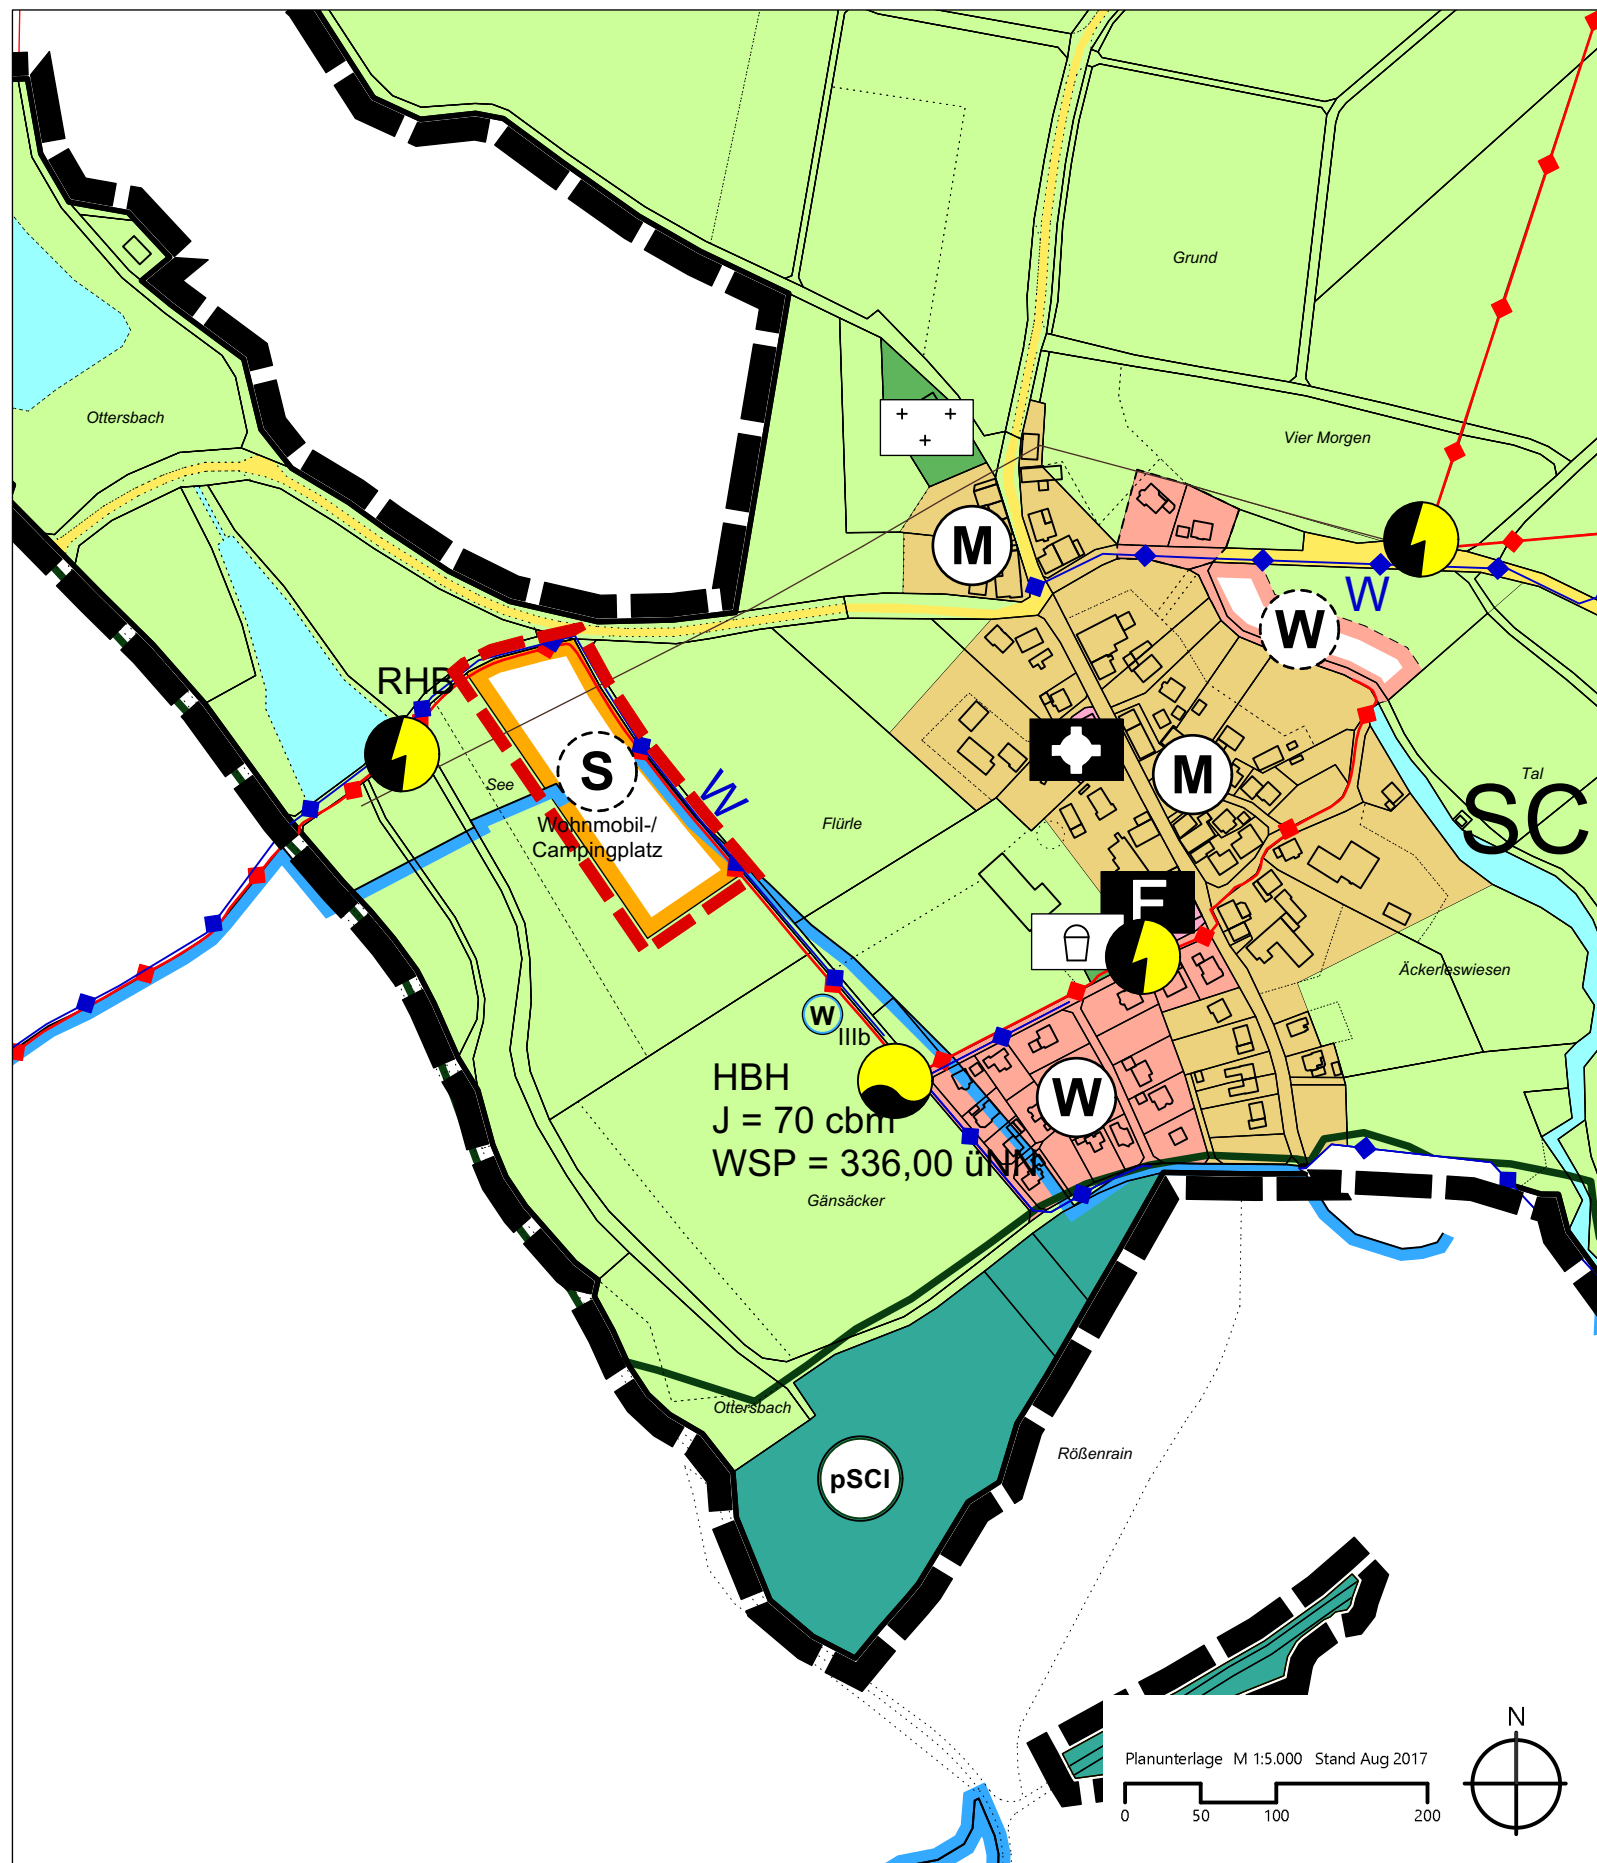 Grund
Ottersbach
Vier Morgen
M
W
W
RHB
S
See
Wohnmobil-/
Campingplatz
W
Flürle
M
Tal
SC
F
Äckerleswiesen
W
IIIb
HBH
J = 70 cbm
WSP = 336,00 üNN
W
Gänsäcker
Ottersbach
Rößenrain
pSCI
N
Planunterlage M 1:5.000 Stand Aug 2017
0 50 100 200